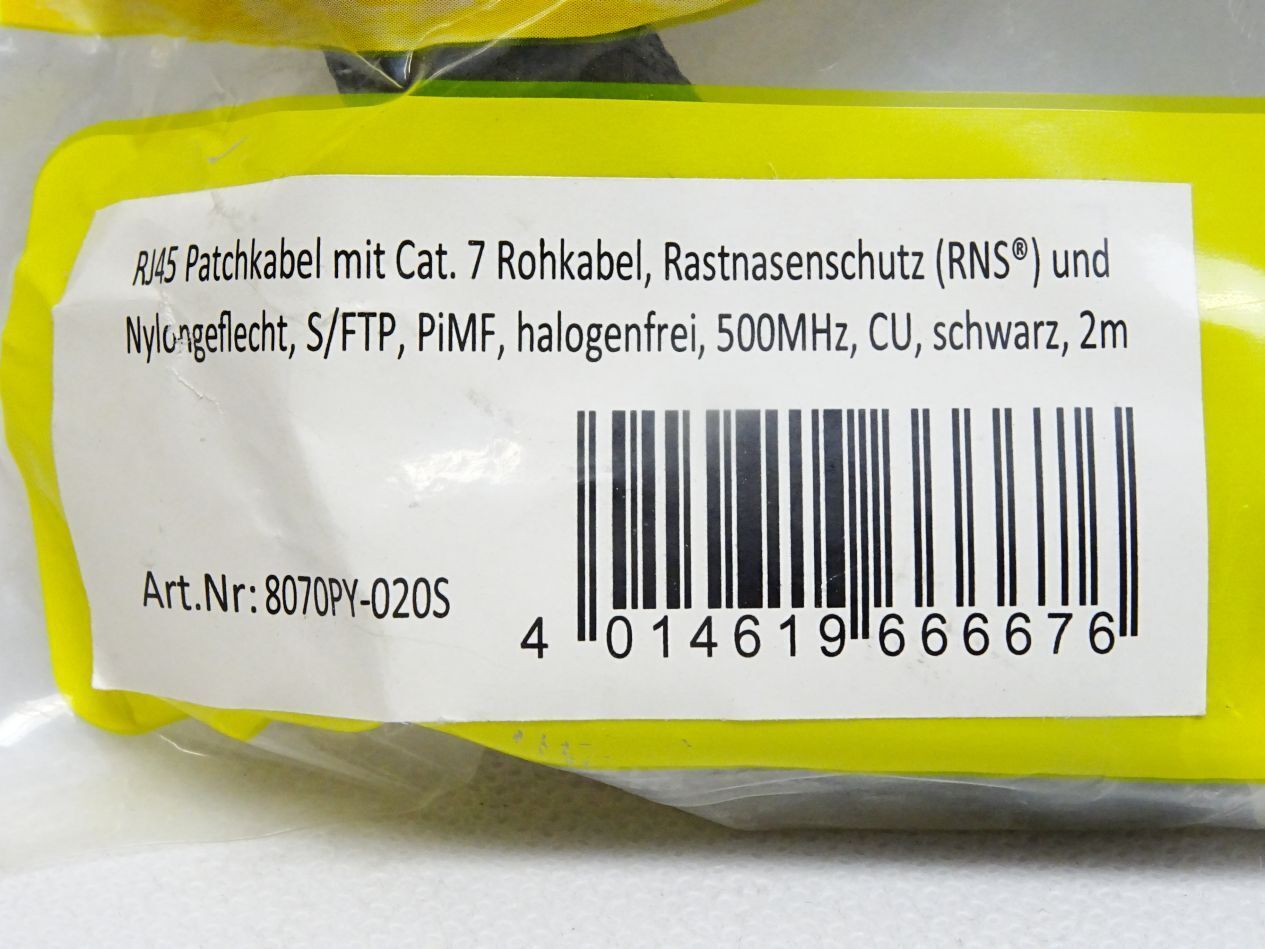 RJ45 Patchkabel mit Cat. 7 Rohkabel, Rastnasenschutz (RNS®) und
Nylongeflecht, S/FTP, PiMF, halogenfrei, 500MHz, CU, schwarz, 2m
Art.Nr: 8070PY-020S
4 014619 666676